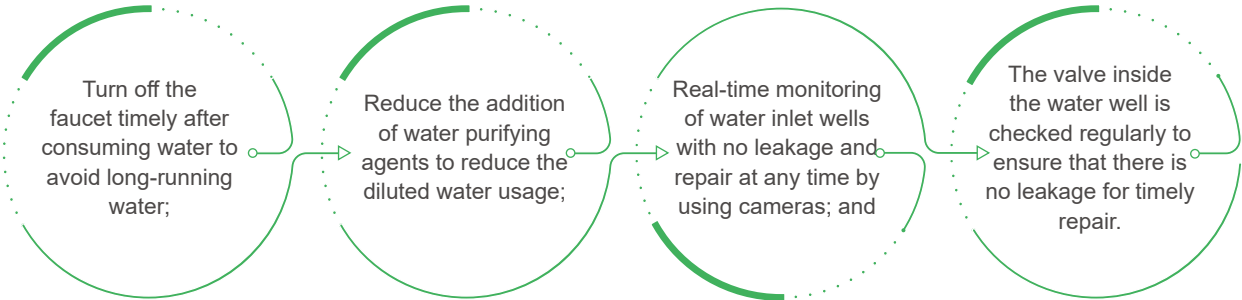 Turn off the
faucet timely after
consuming water to
avoid long-running
water;
Reduce the addition
of water purifying
agents to reduce the
diluted water usage;
Real-time monitoring
of water inlet wells
with no leakage and
repair at any time by
using cameras; and
The valve inside
the water well is
checked regularly to
ensure that there is
no leakage for timely
repair.